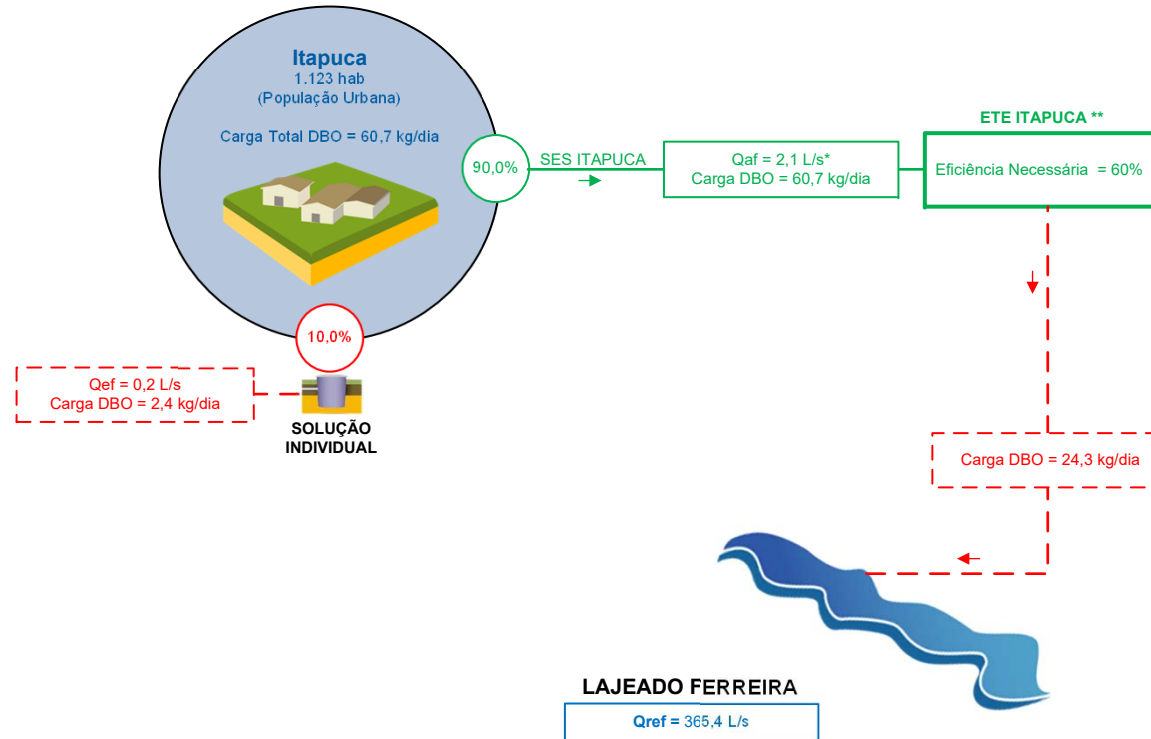 Itapuca
1.123 hab
(População Urbana)
Carga Total DBO = 60,7 kg/dia
90,0%
SES ITAPUCA
Qaf = 2,1 L/s*
Carga DBO = 60,7 kg/dia
ETE ITAPUCA **
Eficiência Necessária = 60%
10,0%
Qef = 0,2 L/s
Carga DBO = 2,4 kg/dia
SOLUÇÃO
INDIVIDUAL
Carga DBO = 24,3 kg/dia
LAJEADO FERREIRA
Qref = 365,4 L/s